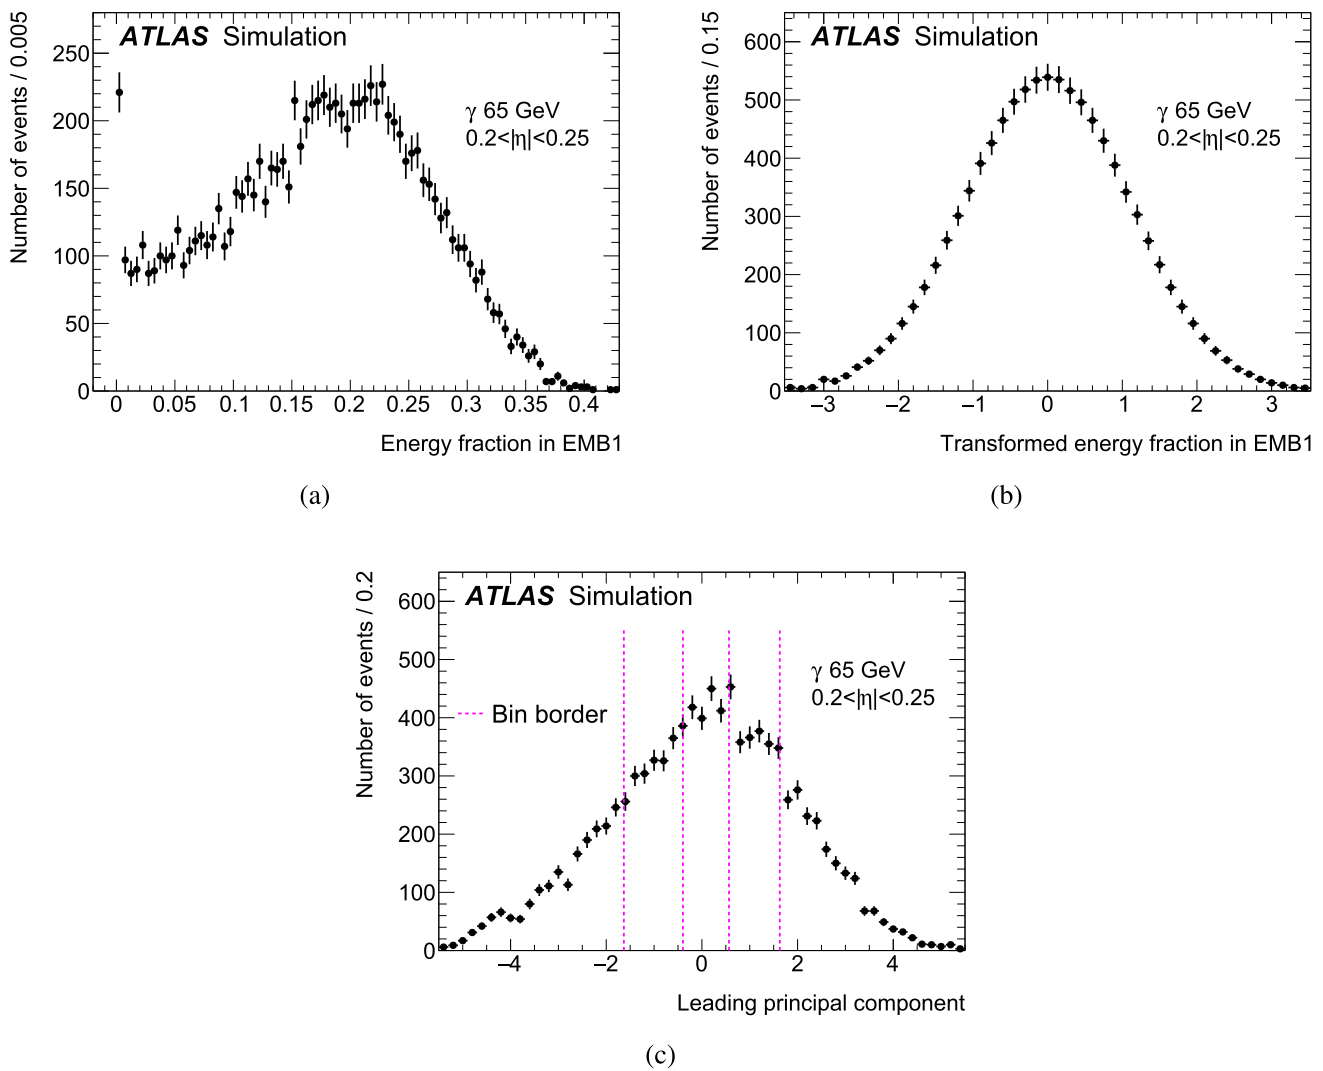 Number of events / 0.005
ATLAS Simulation
γ 65 GeV
0.2<|η|<0.25
250
200
150
100
50
0
0 0.05 0.1 0.15 0.2 0.25 0.3 0.35 0.4
Energy fraction in EMB1
(a)
Number of events / 0.15
ATLAS Simulation
γ 65 GeV
0.2<|η|<0.25
600
500
400
300
200
100
0
−3 −2 −1 0 1 2 3
Transformed energy fraction in EMB1
(b)
Number of events / 0.2
ATLAS Simulation
γ 65 GeV
0.2<|η|<0.25
Bin border
600
500
400
300
200
100
0
−4 −2 0 2 4
Leading principal component
(c)